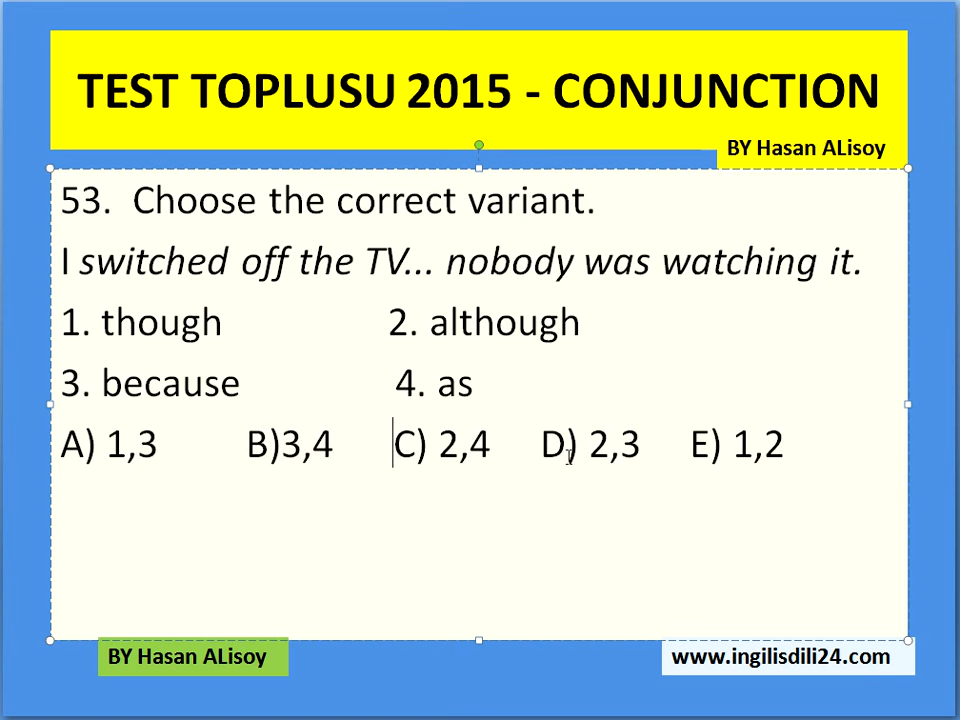 TEST TOPLUSU 2015 - CONJUNCTION
BY Hasan ALisoy
53. Choose the correct variant.
I switched off the TV... nobody was watching it.
1. though 2. although
3. because 4. as
A) 1,3 B)3,4 C) 2,4 D) 2,3 E) 1,2
BY Hasan ALisoy
www.ingilisdili24.com